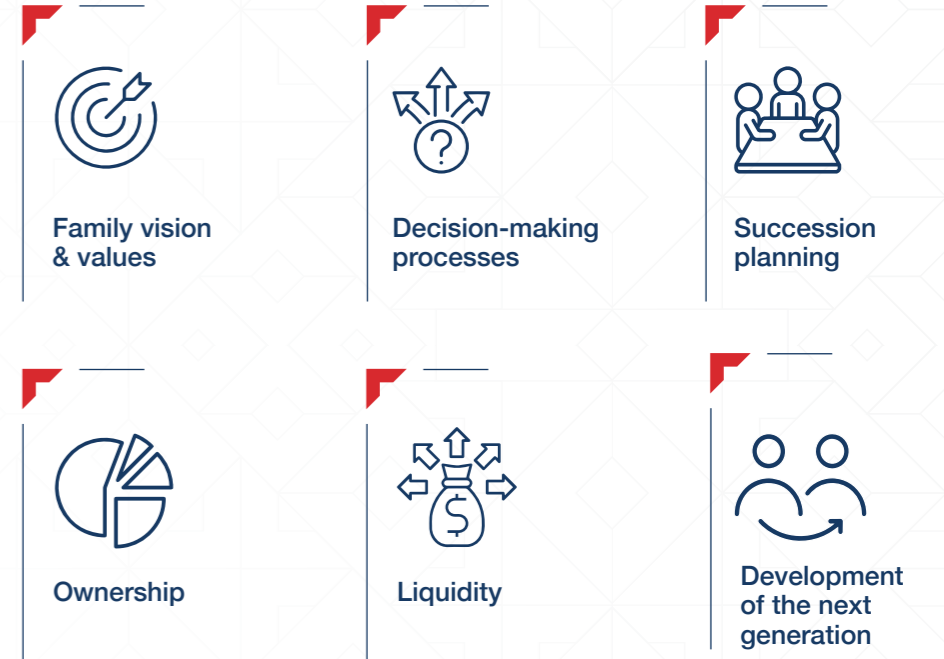 Family vision
& values
Decision-making
processes
?
Succession
planning
Ownership
$
Liquidity
Development
of the next
generation